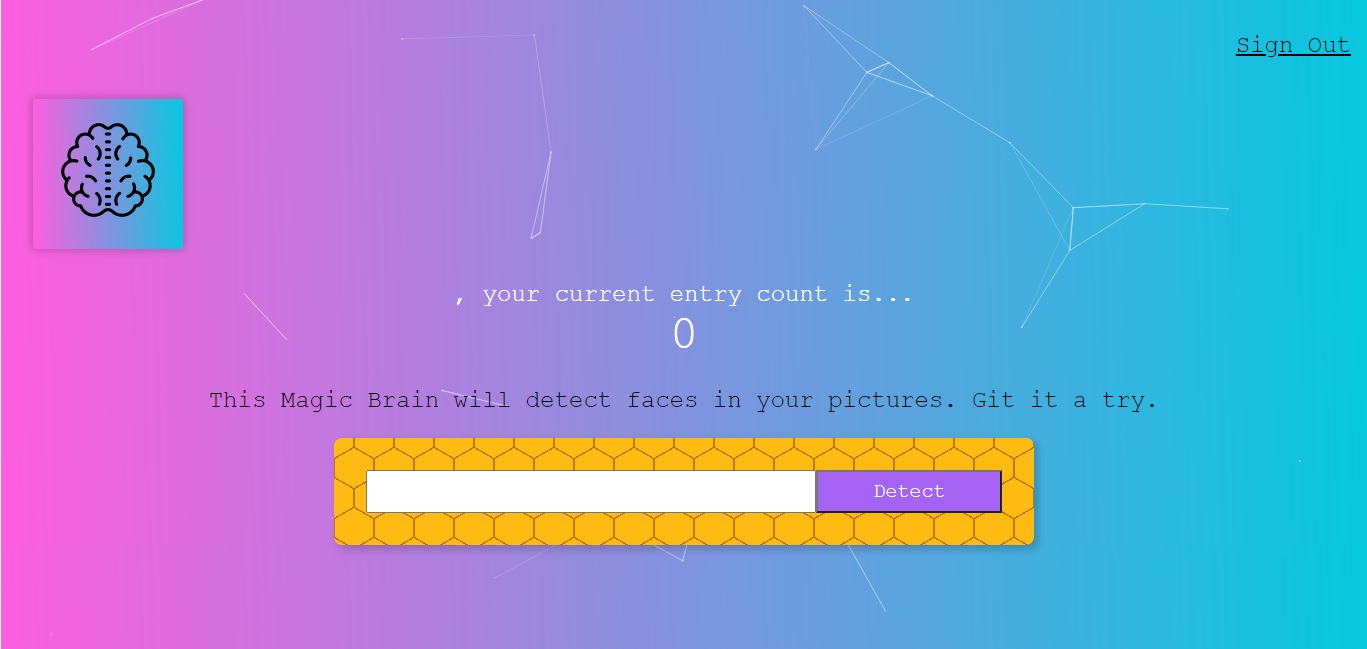 Sign Out
, your current entry count is...
0
This Magic Brain will detect faces in your pictures. Git it a try.
Detect